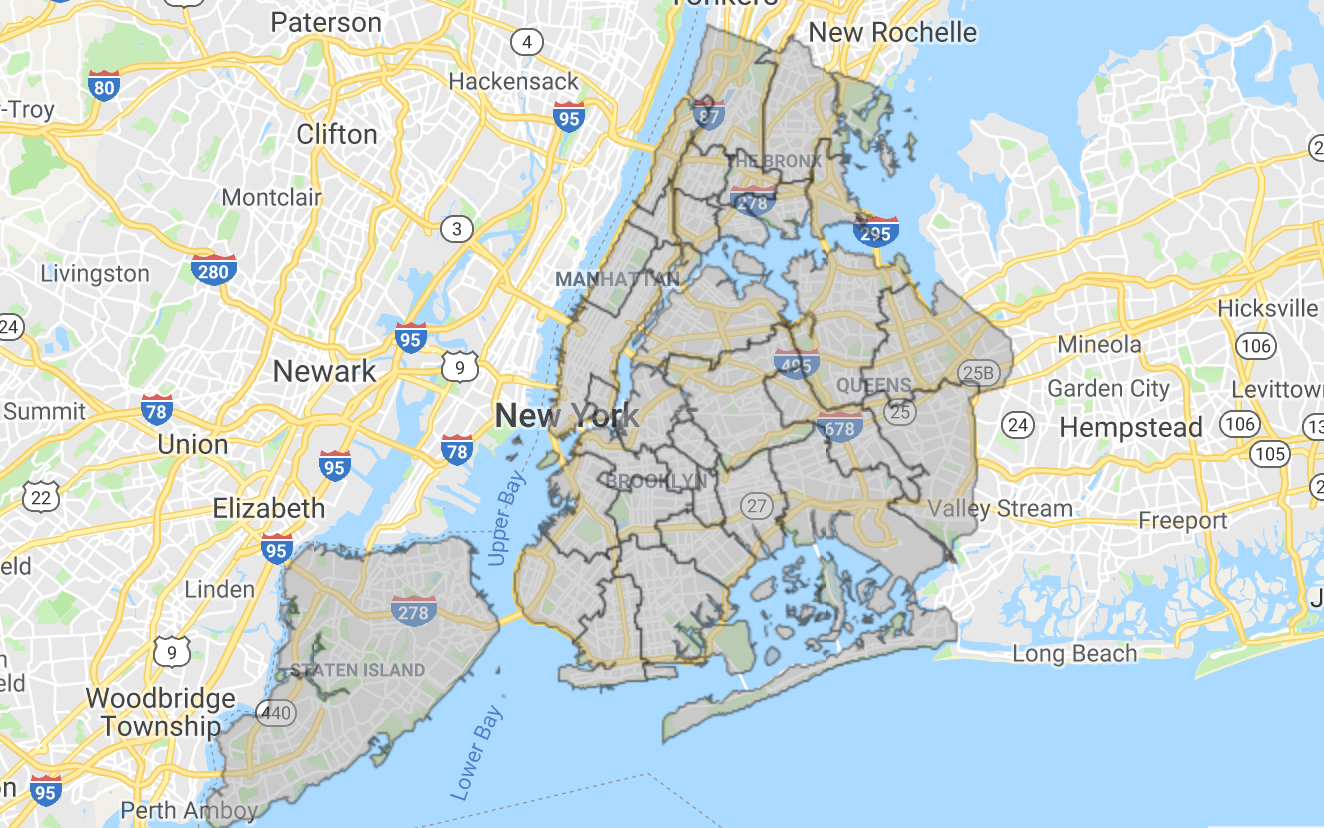 Yonkers
Paterson
New Rochelle
4
Hackensack
80
-Troy
95
87
Clifton
2
THE BRONX
Montclair
278
3
295
Livingston
280
MANHATTAN
Hicksville
24
95
Mineola
106
9
495
Newark
25B
QUEENS
Garden City
Levittow
Summit
78
New York
25
24
Hempstead
106
13
678
Union
78
105
95
BROOKLYN
22
Elizabeth
27
Valley Stream
Freeport
Upper Bay
95
eld
Linden
278
J
9
Long Beach
STATEN ISLAND
eld
Woodbridge
Township
440
Lower Bay
on
95
Perth Amboy